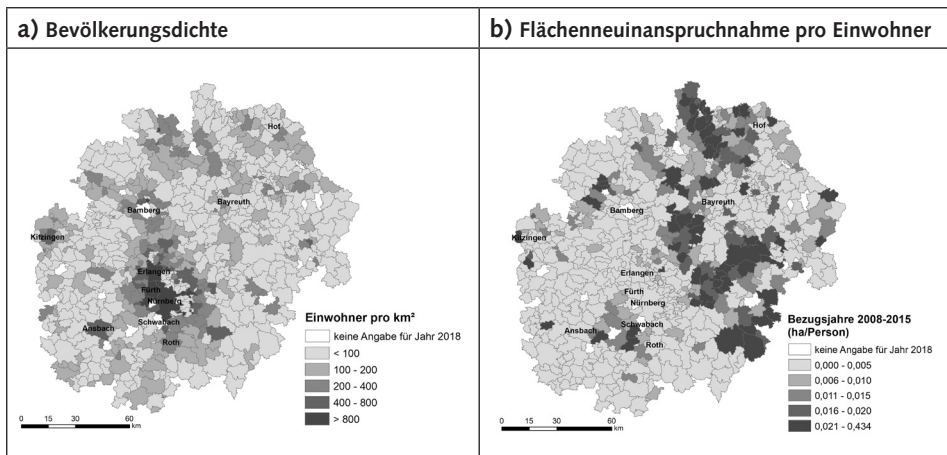 a) Bevölkerungsdichte
b) Flächenneuinanspruchnahme pro Einwohner
Hof
Bamberg
Bayreuth
Kitzingen
Erlangen
Fürth
Nürnberg
Ansbach
Schwabach
Roth
Einwohner pro km²
keine Angabe für Jahr 2018
< 100
100 - 200
200 - 400
400 - 800
> 800
0 15 30 60
km
Hof
Bamberg
Bayreuth
Kitzingen
Erlangen
Fürth
Nürnberg
Ansbach
Schwabach
Roth
Bezugsjahre 2008-2015
(ha/Person)
keine Angabe für Jahr 2018
0,000 - 0,005
0,006 - 0,010
0,011 - 0,015
0,016 - 0,020
0,021 - 0,434
0 15 30 60
km